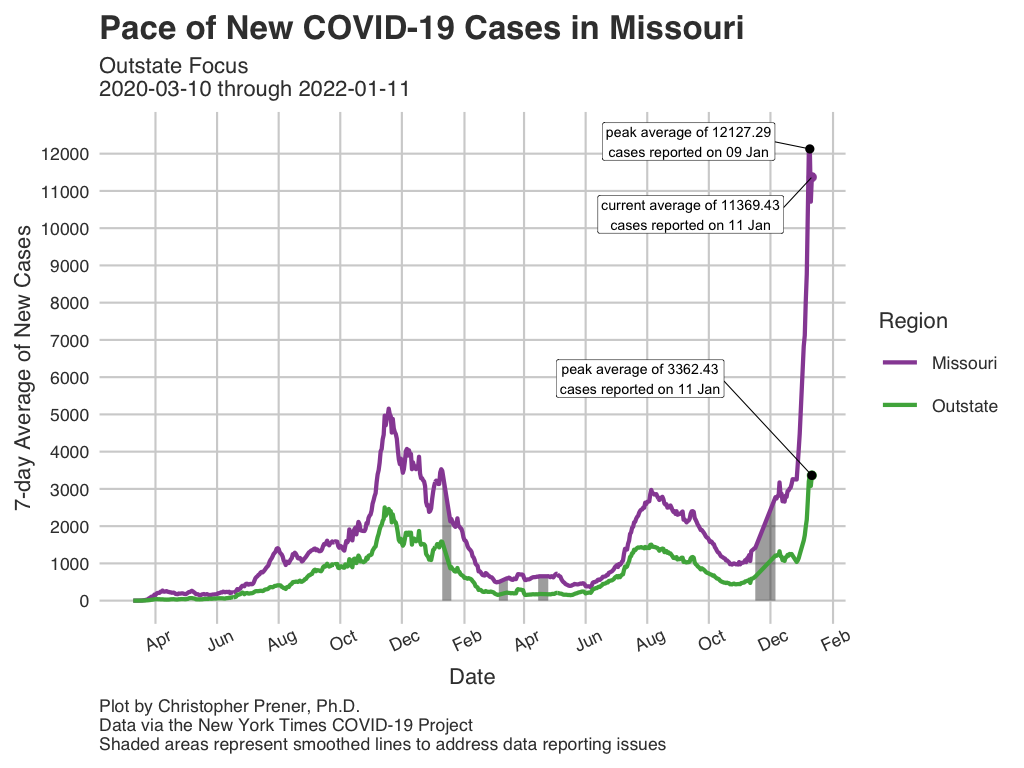 Pace of New COVID-19 Cases in Missouri
Outstate Focus
2020-03-10 through 2022-01-11
peak average of 12127.29
cases reported on 09 Jan
current average of 11369.43
cases reported on 11 Jan
peak average of 3362.43
cases reported on 11 Jan
7-day Average of New Cases
12000
11000
10000
9000
8000
7000
6000
5000
4000
3000
2000
1000
0
Apr
Jun
Aug
Oct
Dec
Feb
Apr
Jun
Aug
Oct
Dec
Feb
Date
Region
Missouri
Outstate
Plot by Christopher Prener, Ph.D.
Data via the New York Times COVID-19 Project
Shaded areas represent smoothed lines to address data reporting issues